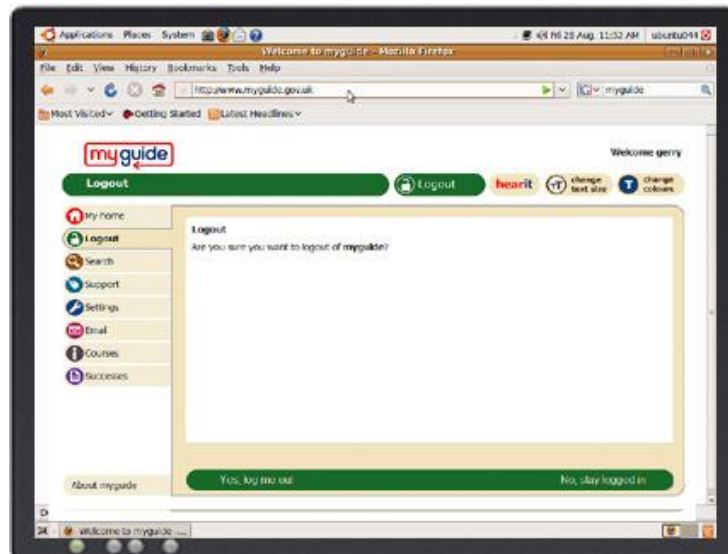 Applications Places System
Fri 28 Aug, 11:32 AM ubuntu044
Welcome to myguide - Mozilla Firefox
File Edit View History Bookmarks Tools Help
http://www.myguide.gov.uk
myguide
Most Visited Getting Started Latest Headlines
myguide
Welcome gerry
Logout
Logout
hearit
T change text size
T change colours
My home
Logout
Search
Support
Settings
Email
Courses
Successes
Logout
Are you sure you want to logout of myguide?
About myguide
Yes, log me out
No, stay logged in
D
Welcome to myguide - ...